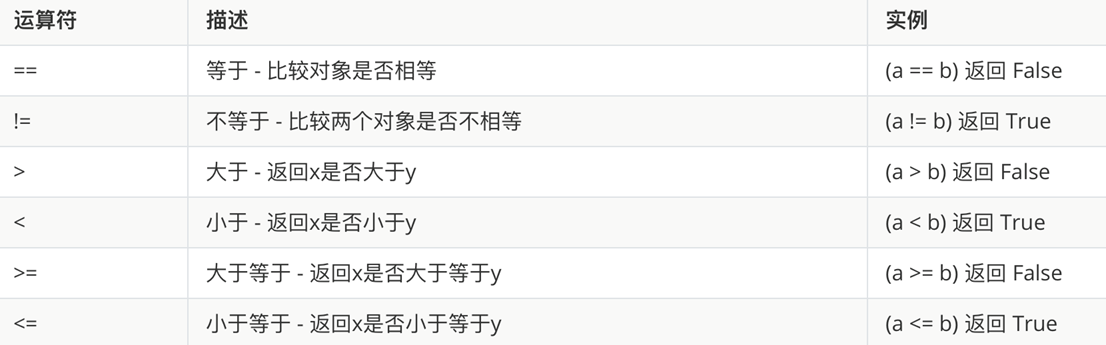 运算符 描述 实例
== 等于 - 比较对象是否相等 (a == b) 返回 False
!= 不等于 - 比较两个对象是否不相等 (a != b) 返回 True
> 大于 - 返回x是否大于y (a > b) 返回 False
< 小于 - 返回x是否小于y (a < b) 返回 True
>= 大于等于 - 返回x是否大于等于y (a >= b) 返回 False
<= 小于等于 - 返回x是否小于等于y (a <= b) 返回 True